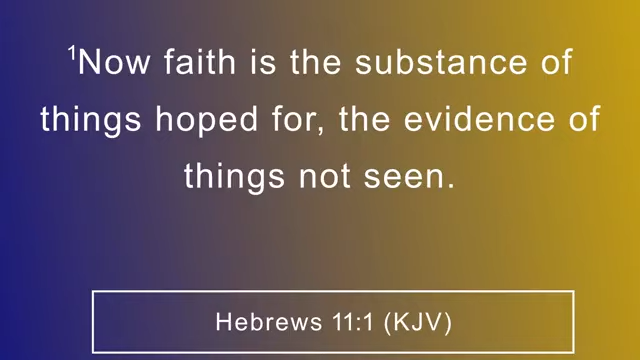 ¹Now faith is the substance of
things hoped for, the evidence of
things not seen.
Hebrews 11:1 (KJV)